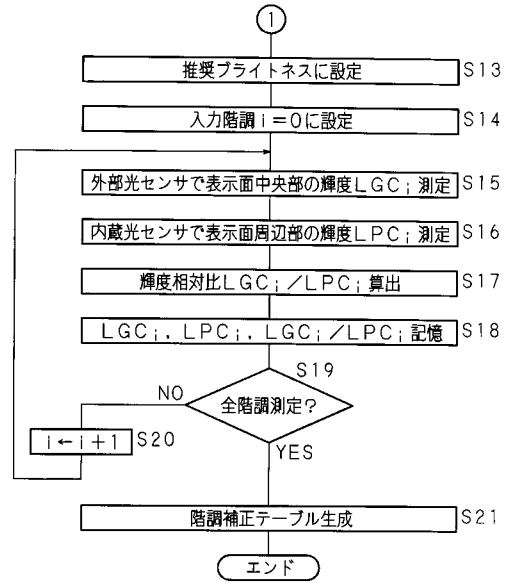 1
推奨ブライトネスに設定 S13
入力階調i=0に設定 S14
外部光センサで表示面中央部の輝度LGCi測定 S15
内蔵光センサで表示面周辺部の輝度LPCi測定 S16
輝度相対比LGCi/LPCi算出 S17
LGCi,LPCi,LGCi/LPCi記憶 S18
S19
全階調測定?
NO
i←i+1 S20
YES
階調補正テーブル生成 S21
エンド